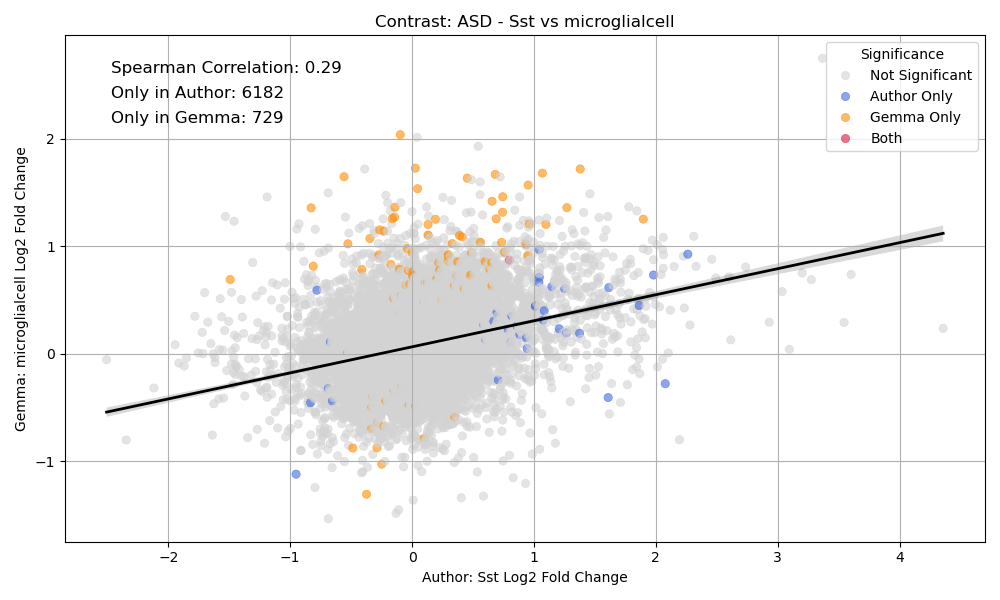 Contrast: ASD - Sst vs microglialcell
Spearman Correlation: 0.29
Only in Author: 6182
Only in Gemma: 729
Significance
Not Significant
Author Only
Gemma Only
Both
Gemma: microglialcell Log2 Fold Change
2
1
0
−1
−2
−1
0
1
2
3
4
Author: Sst Log2 Fold Change